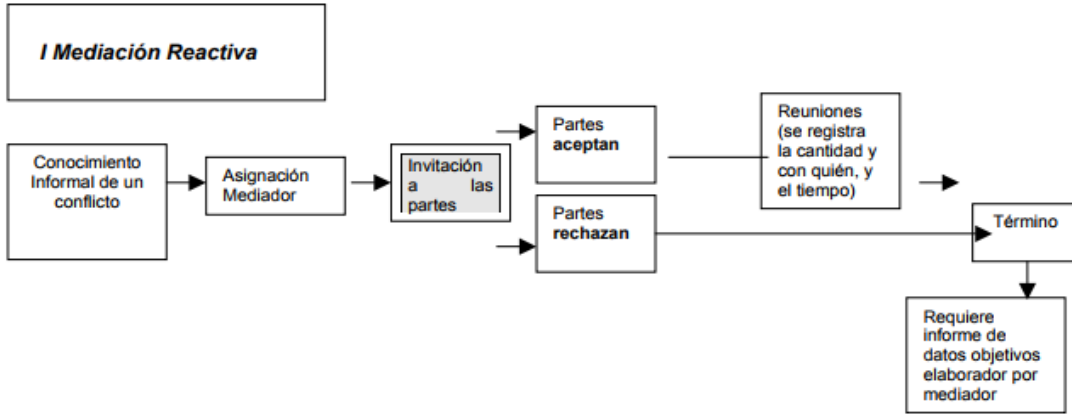 I Mediación Reactiva
Conocimiento
Informal de un
conflicto
Asignación
Mediador
Invitación
a las
partes
Partes
aceptan
Partes
rechazan
Reuniones
(se registra
la cantidad y
con quién, y
el tiempo)
Término
Requiere
informe de
datos objetivos
elaborador por
mediador